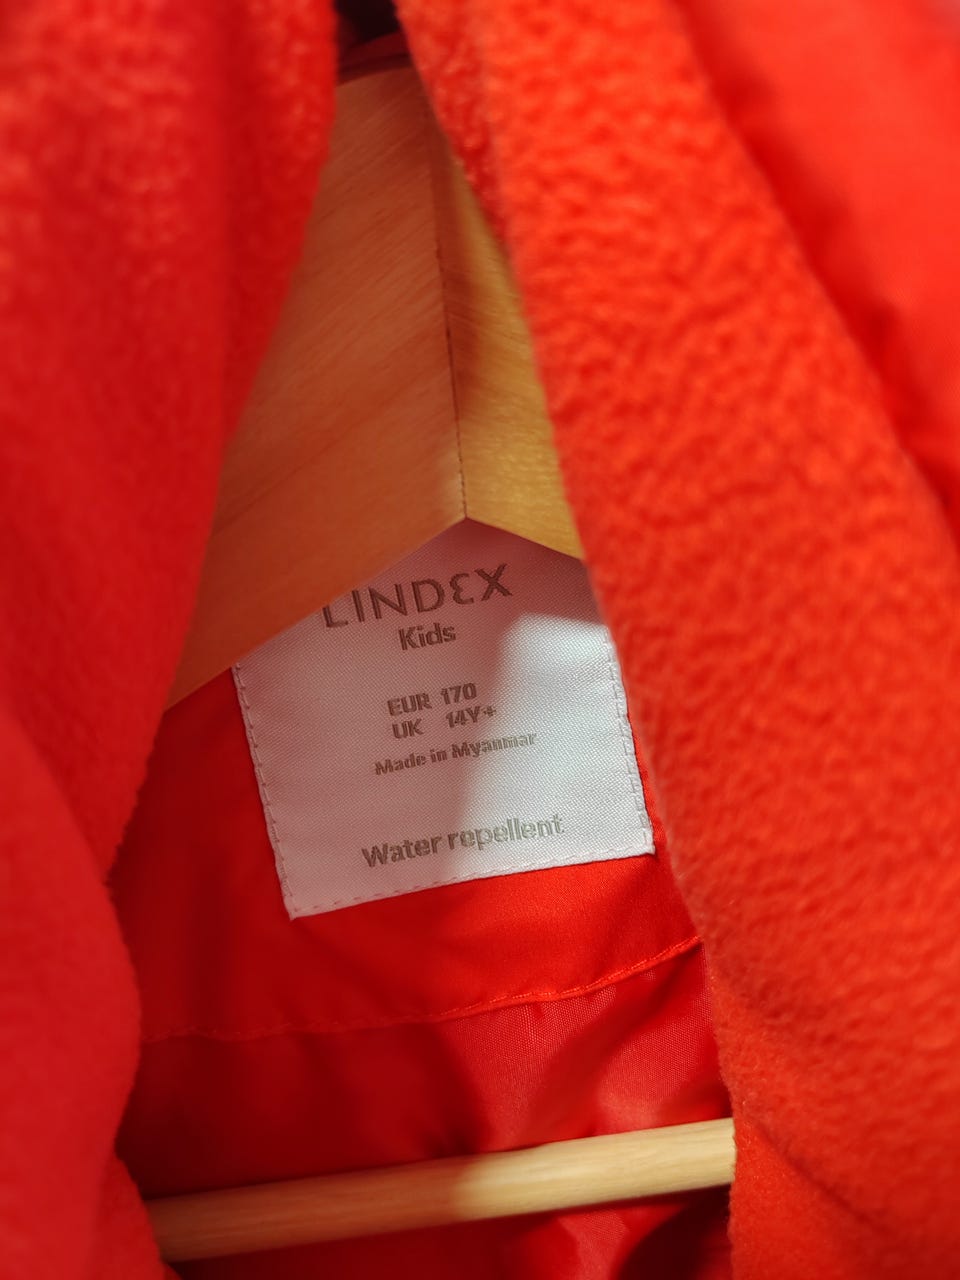 LINDEX
Kids
EUR 170
UK 14Y+
Made in Myanmar
Water repellent